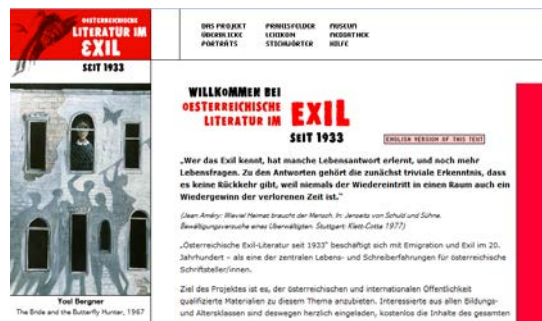 OESTERREICHISCHE
LITERATUR IM
EXIL
SEIT 1933
DAS PROJEKT PRAXISFELDER MUSEUM
ÜBERBLICKE LEXIKON MEDIATHEK
PORTRÄTS STICHWÖRTER HILFE
WILLKOMMEN BEI
OESTERREICHISCHE
LITERATUR IM EXIL
SEIT 1933
ENGLISH VERSION OF THIS TEXT
„Wer das Exil kennt, hat manche Lebensantwort erlernt, und noch mehr
Lebensfragen. Zu den Antworten gehört die zunächst triviale Erkenntnis, dass
es keine Rückkehr gibt, weil niemals der Wiedereintritt in einen Raum auch ein
Wiedergewinn der verlorenen Zeit ist.“
(Jean Améry: Wieviel Heimat braucht der Mensch. In: Jenseits von Schuld und Sühne.
Bewältigungsversuche eines Überwältigten. Stuttgart: Klett-Cotta 1977)
„Österreichische Exil-Literatur seit 1933“ beschäftigt sich mit Emigration und Exil im 20.
Jahrhundert – als eine der zentralen Lebens- und Schreiberfahrungen für österreichische
Schriftsteller/innen.
Ziel des Projektes ist es, der österreichischen und internationalen Öffentlichkeit
qualifizierte Materialien zu diesem Thema anzubieten. Interessierte aus allen Bildungs-
und Altersklassen sind deswegen herzlich eingeladen, kostenlos die Inhalte des gesamten
Yosl Bergner
The Bride and the Butterfly Hunter, 1967